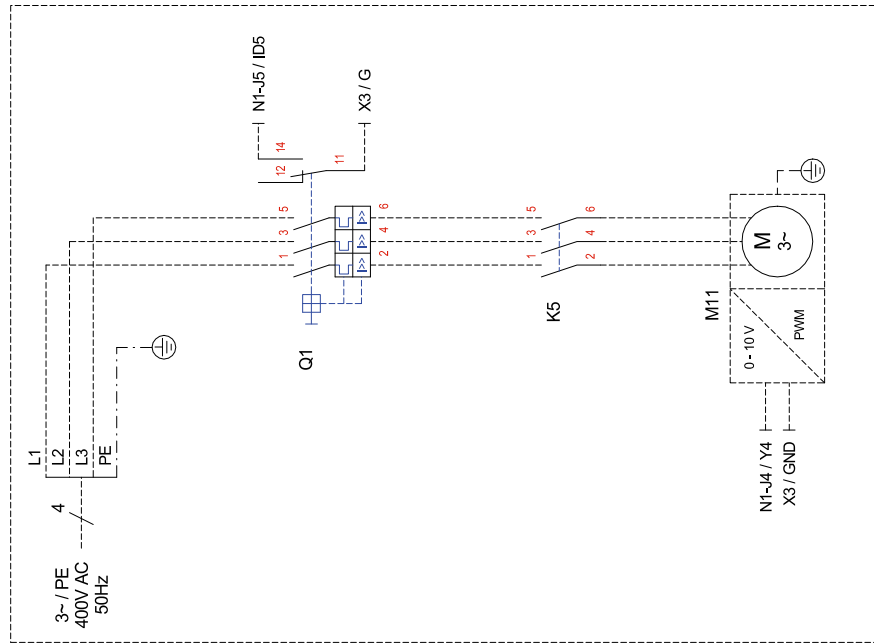 3~ / PE
400V AC
50Hz
4
L1
L2
L3
PE
Q1
1
3
5
2
4
6
I>
I>
I>
12
14
11
N1-J5 / ID5
X3 / G
K5
1
3
5
2
4
6
M11
0 - 10 V
PWM
M
3~
N1-J4 / Y4
X3 / GND